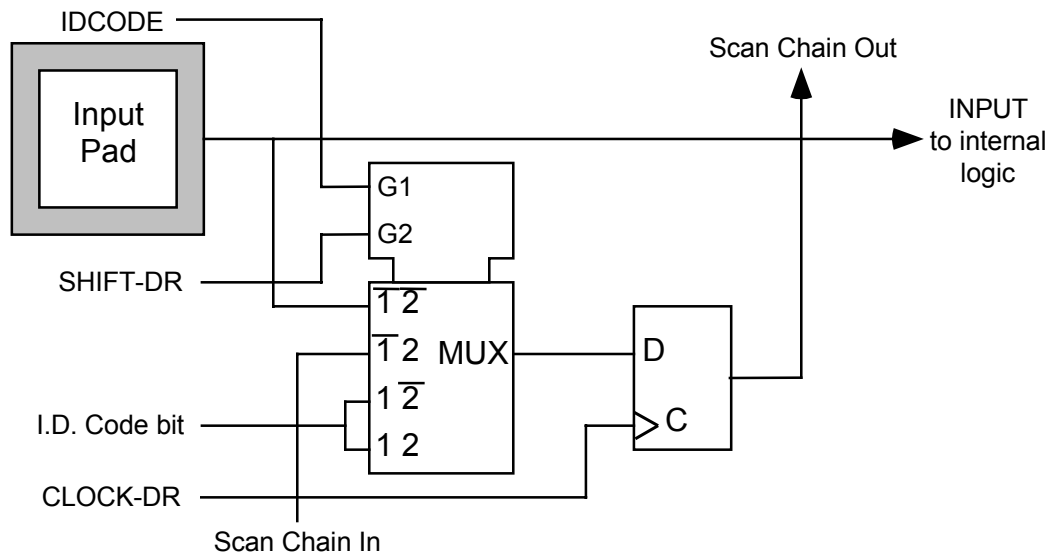 IDCODE
Scan Chain Out
Input
Pad
INPUT
to internal
logic
G1
G2
SHIFT-DR
1̅ 2̅
1̅ 2
MUX
D
1 2̅
I.D. Code bit
C
1 2
CLOCK-DR
Scan Chain In